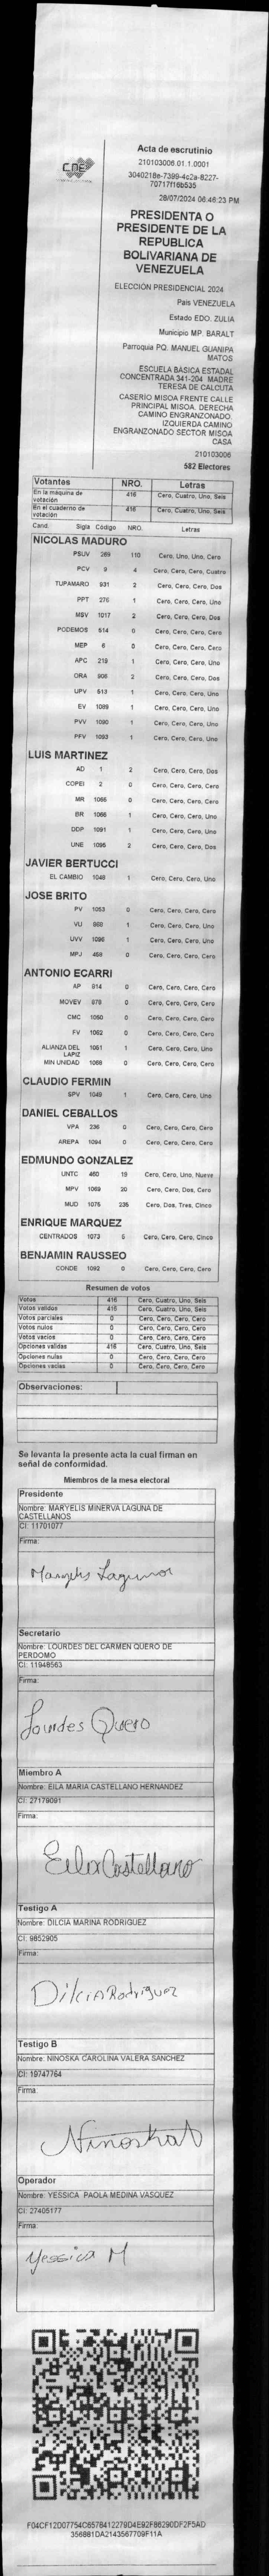 CNE
Acta de escrutinio
210103006.01.1.0001
3040218e-7399-4c2a-8227-
70717f16b535
28/07/2024 06:46:23 PM
PRESIDENTA O
PRESIDENTE DE LA
REPUBLICA
BOLIVARIANA DE
VENEZUELA
ELECCIÓN PRESIDENCIAL 2024
País VENEZUELA
Estado EDO. ZULIA
Municipio MP. BARALT
Parroquia PQ. MANUEL GUANIPA
MATOS
ESCUELA BÁSICA ESTADAL
CONCENTRADA 341-204 MADRE
TERESA DE CALCUTA
CASERIO MISOA FRENTE CALLE
PRINCIPAL MISOA. DERECHA
CAMINO ENGRANZONADO.
IZQUIERDA CAMINO
ENGRANZONADO SECTOR MISOA
CASA
210103006
582 Electores
Votantes NRO. Letras
En la máquina de votación 416 Cero, Cuatro, Uno, Seis
En el cuaderno de votación 416 Cero, Cuatro, Uno, Seis
Cand. Sigla Código NRO. Letras
NICOLAS MADURO
PSUV 269 110 Cero, Uno, Uno, Cero
PCV 9 4 Cero, Cero, Cero, Cuatro
TUPAMARO 931 2 Cero, Cero, Cero, Dos
PPT 276 1 Cero, Cero, Cero, Uno
MSV 1017 2 Cero, Cero, Cero, Dos
PODEMOS 614 0 Cero, Cero, Cero, Cero
MEP 6 0 Cero, Cero, Cero, Cero
APC 219 1 Cero, Cero, Cero, Uno
ORA 906 2 Cero, Cero, Cero, Dos
UPV 513 1 Cero, Cero, Cero, Uno
EV 1089 1 Cero, Cero, Cero, Uno
PVV 1090 1 Cero, Cero, Cero, Uno
PFV 1093 1 Cero, Cero, Cero, Uno
LUIS MARTINEZ
AD 1 2 Cero, Cero, Cero, Dos
COPEI 2 0 Cero, Cero, Cero, Cero
MR 1065 0 Cero, Cero, Cero, Cero
BR 1066 1 Cero, Cero, Cero, Uno
DDP 1091 1 Cero, Cero, Cero, Uno
UNE 1095 2 Cero, Cero, Cero, Dos
JAVIER BERTUCCI
EL CAMBIO 1048 1 Cero, Cero, Cero, Uno
JOSE BRITO
PV 1053 0 Cero, Cero, Cero, Cero
VU 868 1 Cero, Cero, Cero, Uno
UVV 1096 1 Cero, Cero, Cero, Uno
MPJ 458 0 Cero, Cero, Cero, Cero
ANTONIO ECARRI
AP 914 0 Cero, Cero, Cero, Cero
MOVEV 978 0 Cero, Cero, Cero, Cero
CMC 1050 0 Cero, Cero, Cero, Cero
FV 1052 0 Cero, Cero, Cero, Cero
ALIANZA DEL LAPIZ 1051 1 Cero, Cero, Cero, Uno
MIN UNIDAD 1088 0 Cero, Cero, Cero, Cero
CLAUDIO FERMIN
SPV 1049 1 Cero, Cero, Cero, Uno
DANIEL CEBALLOS
VPA 236 0 Cero, Cero, Cero, Cero
AREPA 1094 0 Cero, Cero, Cero, Cero
EDMUNDO GONZALEZ
UNTC 460 19 Cero, Cero, Uno, Nueve
MPV 1069 20 Cero, Cero, Dos, Cero
MUD 1075 235 Cero, Dos, Tres, Cinco
ENRIQUE MARQUEZ
CENTRADOS 1073 5 Cero, Cero, Cero, Cinco
BENJAMIN RAUSSEO
CONDE 1092 0 Cero, Cero, Cero, Cero
Resumen de votos
Votos 416 Cero, Cuatro, Uno, Seis
Votos validos 416 Cero, Cuatro, Uno, Seis
Votos parciales 0 Cero, Cero, Cero, Cero
Votos nulos 0 Cero, Cero, Cero, Cero
Votos varios 0 Cero, Cero, Cero, Cero
Opciones validas 416 Cero, Cuatro, Uno, Seis
Opciones nulas 0 Cero, Cero, Cero, Cero
Opciones vacias 0 Cero, Cero, Cero, Cero
Observaciones:
Se levanta la presente acta la cual firman en
señal de conformidad.
Miembros de la mesa electoral
Presidente
Nombre: MARYELIS MINERVA LAGUNA DE
CASTELLANOS
CI: 11701077
Firma:
Maryelis Laguna
Secretario
Nombre: LOURDES DEL CARMEN QUERO DE
PERDOMO
CI: 11948563
Firma:
Lourdes Quero
Miembro A
Nombre: EILA MARIA CASTELLANO HERNANDEZ
CI: 27179091
Firma:
Eila Castellano
Testigo A
Nombre: DILCIA MARINA RODRIGUEZ
CI: 9852905
Firma:
Dilcia Rodriguez
Testigo B
Nombre: NINOSKA CAROLINA VALERA SANCHEZ
CI: 19747764
Firma:
Ninoska
Operador
Nombre: YESSICA PAOLA MEDINA VASQUEZ
CI: 27405177
Firma:
Yessica M
F04CF12D07754C6578412279D4E92F86290DF2F5AD
356881DA2143567709F11A